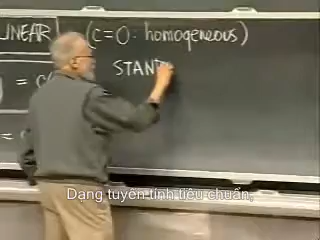 LINEAR (C=0: homogeneous)
STAND
= C
=
Dạng tuyến tính tiêu chuẩn,